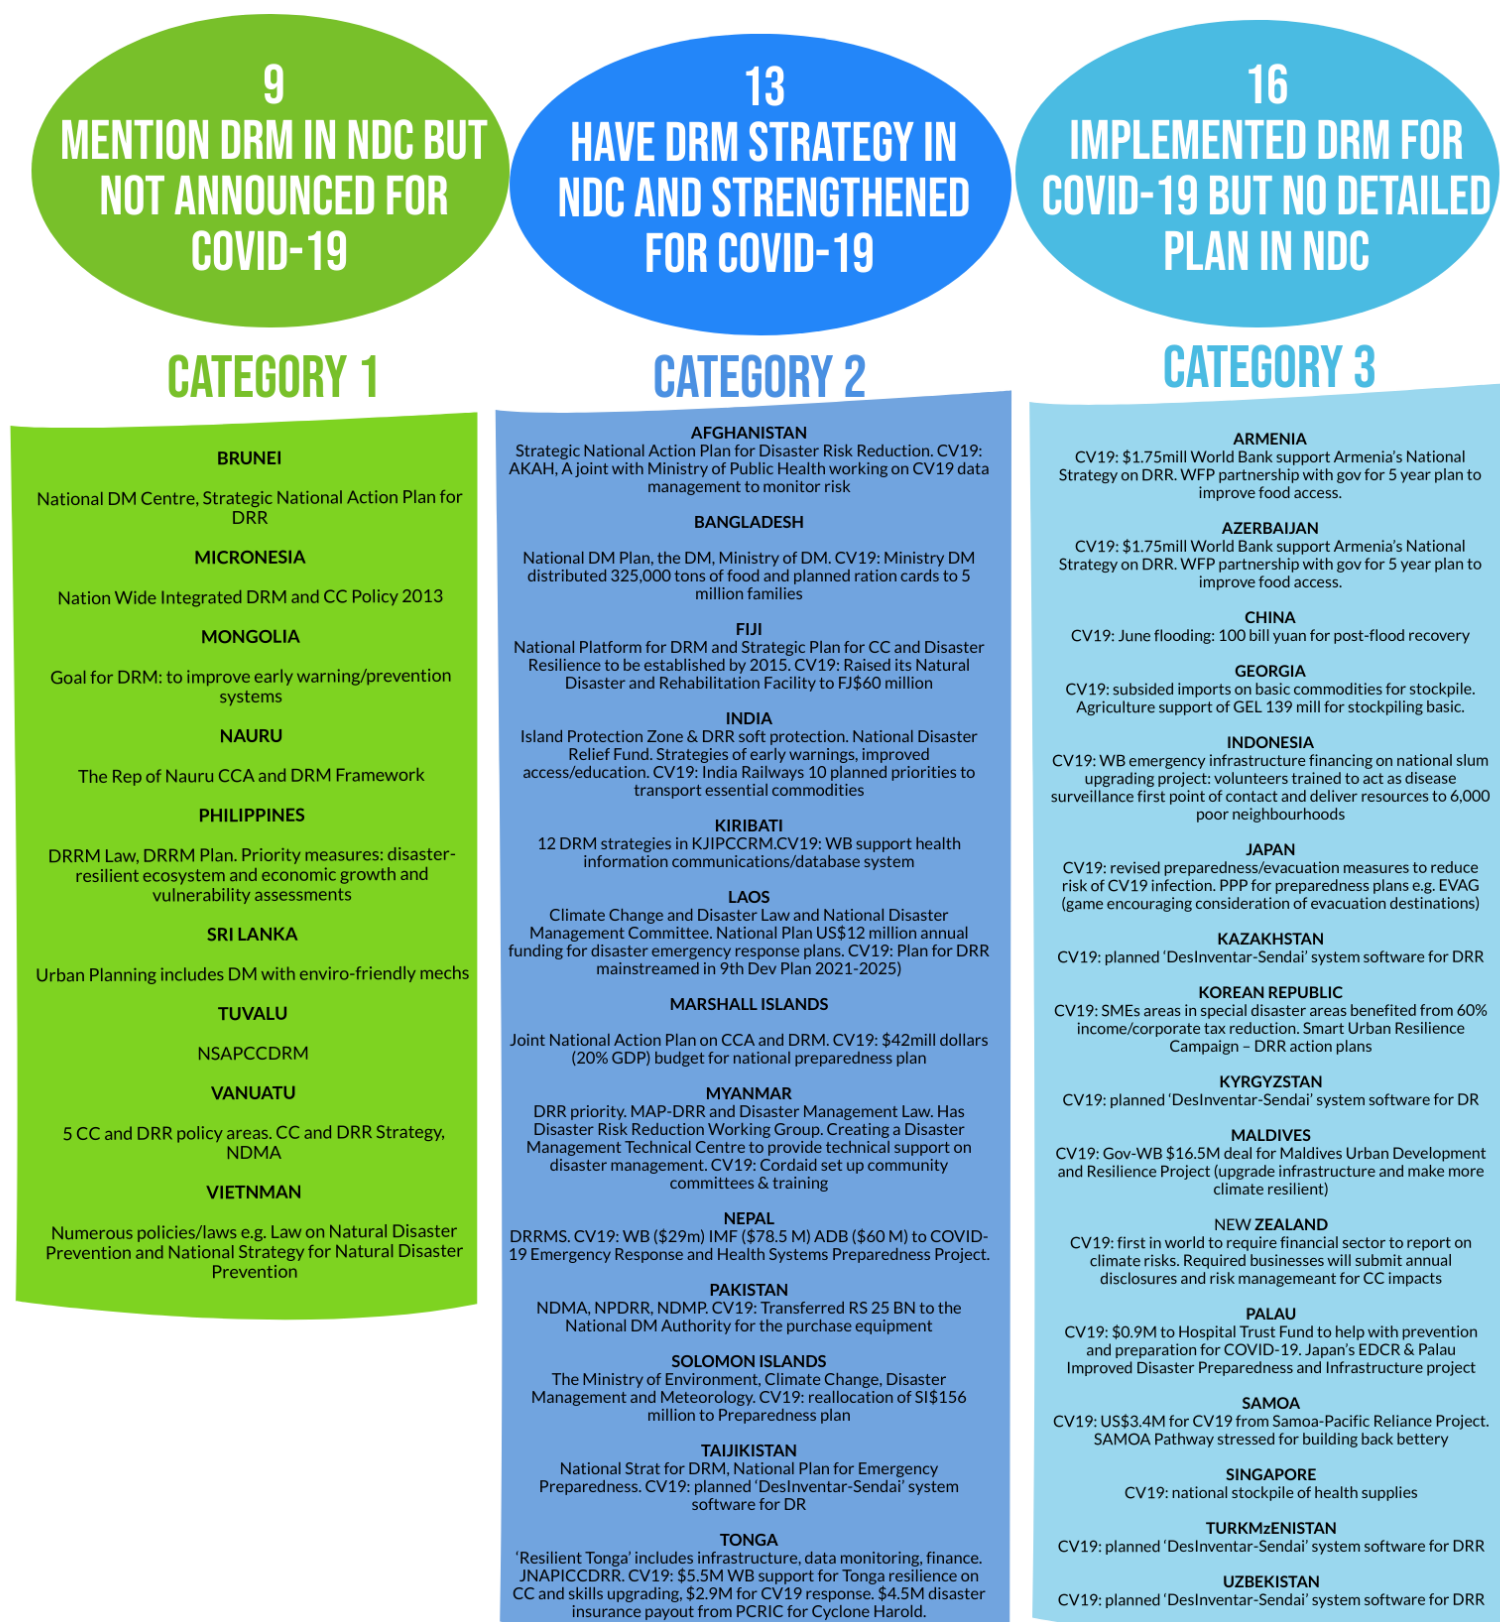 9
MENTION DRM IN NDC BUT
NOT ANNOUNCED FOR
COVID-19
CATEGORY 1
BRUNEI
National DM Centre, Strategic National Action Plan for
DRR
MICRONESIA
Nation Wide Integrated DRM and CC Policy 2013
MONGOLIA
Goal for DRM: to improve early warning/prevention
systems
NAURU
The Rep of Nauru CCA and DRM Framework
PHILIPPINES
DRRM Law, DRRM Plan. Priority measures: disaster-
resilient ecosystem and economic growth and
vulnerability assessments
SRI LANKA
Urban Planning includes DM with enviro-friendly mechs
TUVALU
NSAPCCDRM
VANUATU
5 CC and DRR policy areas. CC and DRR Strategy,
NDMA
VIETNMAN
Numerous policies/laws e.g. Law on Natural Disaster
Prevention and National Strategy for Natural Disaster
Prevention
13
HAVE DRM STRATEGY IN
NDC AND STRENGTHENED
FOR COVID-19
CATEGORY 2
AFGHANISTAN
Strategic National Action Plan for Disaster Risk Reduction. CV19:
AKAH, A joint with Ministry of Public Health working on CV19 data
management to monitor risk
BANGLADESH
National DM Plan, the DM, Ministry of DM. CV19: Ministry DM
distributed 325,000 tons of food and planned ration cards to 5
million families
FIJI
National Platform for DRM and Strategic Plan for CC and Disaster
Resilience to be established by 2015. CV19: Raised its Natural
Disaster and Rehabilitation Facility to FJ$60 million
INDIA
Island Protection Zone & DRR soft protection. National Disaster
Relief Fund. Strategies of early warnings, improved
access/education. CV19: India Railways 10 planned priorities to
transport essential commodities
KIRIBATI
12 DRM strategies in KJIPCCRM.CV19: WB support health
information communications/database system
LAOS
Climate Change and Disaster Law and National Disaster
Management Committee. National Plan US$12 million annual
funding for disaster emergency response plans. CV19: Plan for DRR
mainstreamed in 9th Dev Plan 2021-2025)
MARSHALL ISLANDS
Joint National Action Plan on CCA and DRM. CV19: $42mill dollars
(20% GDP) budget for national preparedness plan
MYANMAR
DRR priority. MAP-DRR and Disaster Management Law. Has
Disaster Risk Reduction Working Group. Creating a Disaster
Management Technical Centre to provide technical support on
disaster management. CV19: Cordaid set up community
committees & training
NEPAL
DRRMS. CV19: WB ($29m) IMF ($78.5 M) ADB ($60 M) to COVID-
19 Emergency Response and Health Systems Preparedness Project.
PAKISTAN
NDMA, NPDRR, NDMP. CV19: Transferred RS 25 BN to the
National DM Authority for the purchase equipment
SOLOMON ISLANDS
The Ministry of Environment, Climate Change, Disaster
Management and Meteorology. CV19: reallocation of SI$156
million to Preparedness plan
TAIJIKISTAN
National Strat for DRM, National Plan for Emergency
Preparedness. CV19: planned ‘DesInventar-Sendai’ system
software for DR
TONGA
‘Resilient Tonga’ includes infrastructure, data monitoring, finance.
JNAPICCDRR. CV19: $5.5M WB support for Tonga resilience on
CC and skills upgrading, $2.9M for CV19 response. $4.5M disaster
insurance payout from PCRIC for Cyclone Harold.
16
IMPLEMENTED DRM FOR
COVID-19 BUT NO DETAILED
PLAN IN NDC
CATEGORY 3
ARMENIA
CV19: $1.75mill World Bank support Armenia’s National
Strategy on DRR. WFP partnership with gov for 5 year plan to
improve food access.
AZERBAIJAN
CV19: $1.75mill World Bank support Armenia’s National
Strategy on DRR. WFP partnership with gov for 5 year plan to
improve food access.
CHINA
CV19: June flooding: 100 bill yuan for post-flood recovery
GEORGIA
CV19: subsided imports on basic commodities for stockpile.
Agriculture support of GEL 139 mill for stockpiling basic.
INDONESIA
CV19: WB emergency infrastructure financing on national slum
upgrading project: volunteers trained to act as disease
surveillance first point of contact and deliver resources to 6,000
poor neighbourhoods
JAPAN
CV19: revised preparedness/evacuation measures to reduce
risk of CV19 infection. PPP for preparedness plans e.g. EVAG
(game encouraging consideration of evacuation destinations)
KAZAKHSTAN
CV19: planned ‘DesInventar-Sendai’ system software for DRR
KOREAN REPUBLIC
CV19: SMEs areas in special disaster areas benefited from 60%
income/corporate tax reduction. Smart Urban Resilience
Campaign – DRR action plans
KYRGYZSTAN
CV19: planned ‘DesInventar-Sendai’ system software for DR
MALDIVES
CV19: Gov-WB $16.5M deal for Maldives Urban Development
and Resilience Project (upgrade infrastructure and make more
climate resilient)
NEW ZEALAND
CV19: first in world to require financial sector to report on
climate risks. Required businesses will submit annual
disclosures and risk managemeant for CC impacts
PALAU
CV19: $0.9M to Hospital Trust Fund to help with prevention
and preparation for COVID-19. Japan’s EDCR & Palau
Improved Disaster Preparedness and Infrastructure project
SAMOA
CV19: US$3.4M for CV19 from Samoa-Pacific Reliance Project.
SAMOA Pathway stressed for building back bettery
SINGAPORE
CV19: national stockpile of health supplies
TURKMzENISTAN
CV19: planned ‘DesInventar-Sendai’ system software for DRR
UZBEKISTAN
CV19: planned ‘DesInventar-Sendai’ system software for DRR